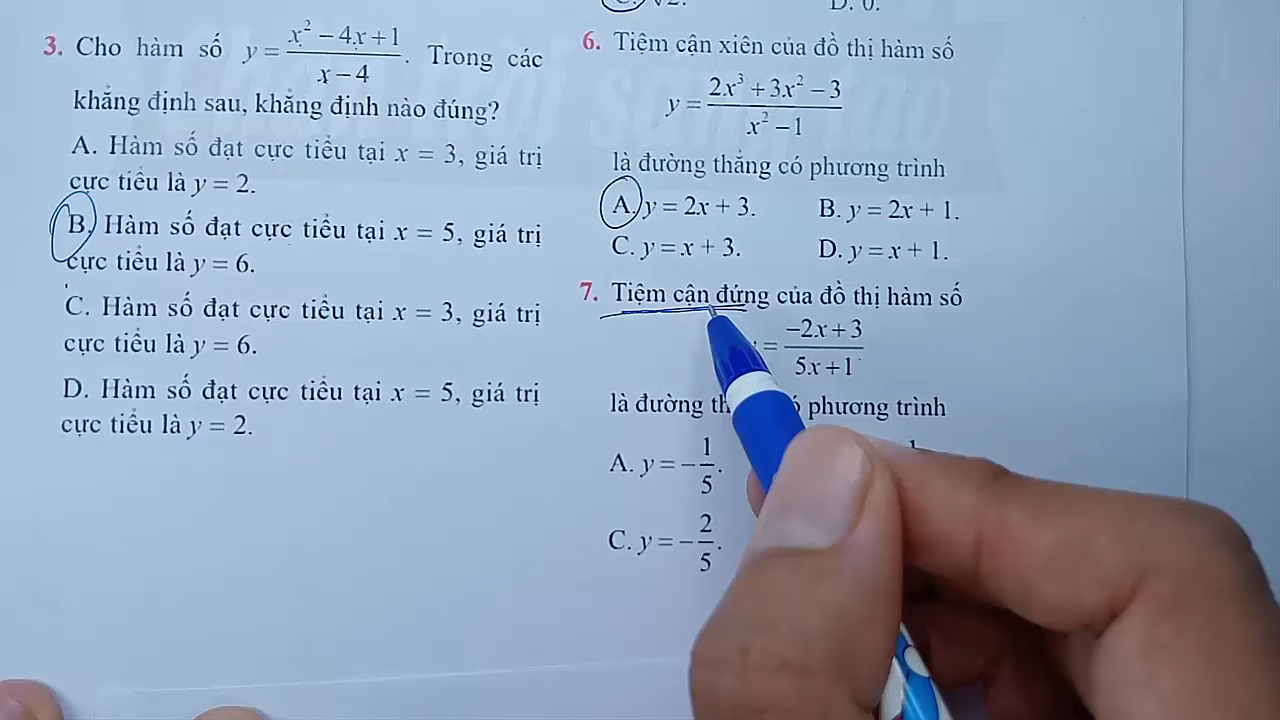 3. Cho hàm số y = (x² − 4x + 1)/(x − 4). Trong các
khẳng định sau, khẳng định nào đúng?
A. Hàm số đạt cực tiểu tại x = 3, giá trị
cực tiểu là y = 2.
B. Hàm số đạt cực tiểu tại x = 5, giá trị
cực tiểu là y = 6.
C. Hàm số đạt cực tiểu tại x = 3, giá trị
cực tiểu là y = 6.
D. Hàm số đạt cực tiểu tại x = 5, giá trị
cực tiểu là y = 2.
D. 0.
6. Tiệm cận xiên của đồ thị hàm số
y = (2x³ + 3x² − 3)/(x² − 1)
là đường thẳng có phương trình
A. y = 2x + 3. B. y = 2x + 1.
C. y = x + 3. D. y = x + 1.
7. Tiệm cận đứng của đồ thị hàm số
= (−2x + 3)/(5x + 1)
là đường phương trình
A. y = −1/5.
C. y = −2/5.